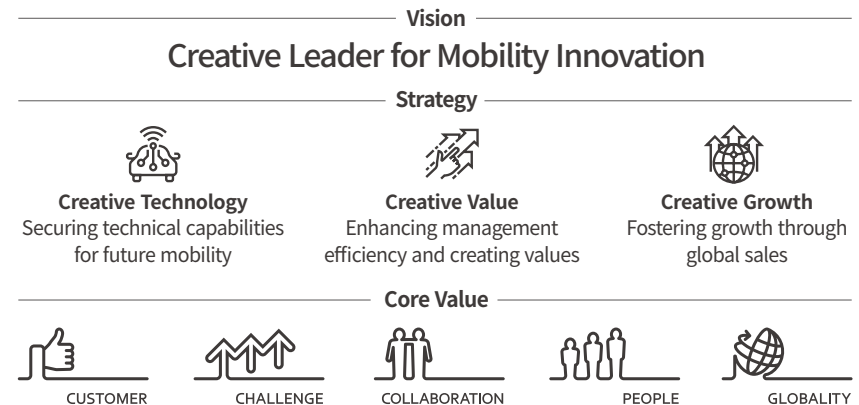 Vision
Creative Leader for Mobility Innovation
Strategy
Creative Technology
Securing technical capabilities
for future mobility
Creative Value
Enhancing management
efficiency and creating values
Creative Growth
Fostering growth through
global sales
Core Value
CUSTOMER
CHALLENGE
COLLABORATION
PEOPLE
GLOBALITY